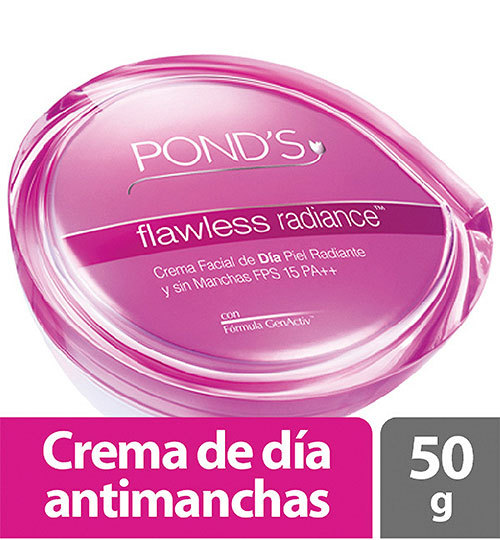 POND'S
flawless radiance™
Crema Facial de Día Piel Radiante
y sin Manchas FPS 15 PA++
con
Fórmula GenActiv™
Crema de día
antimanchas
50
g